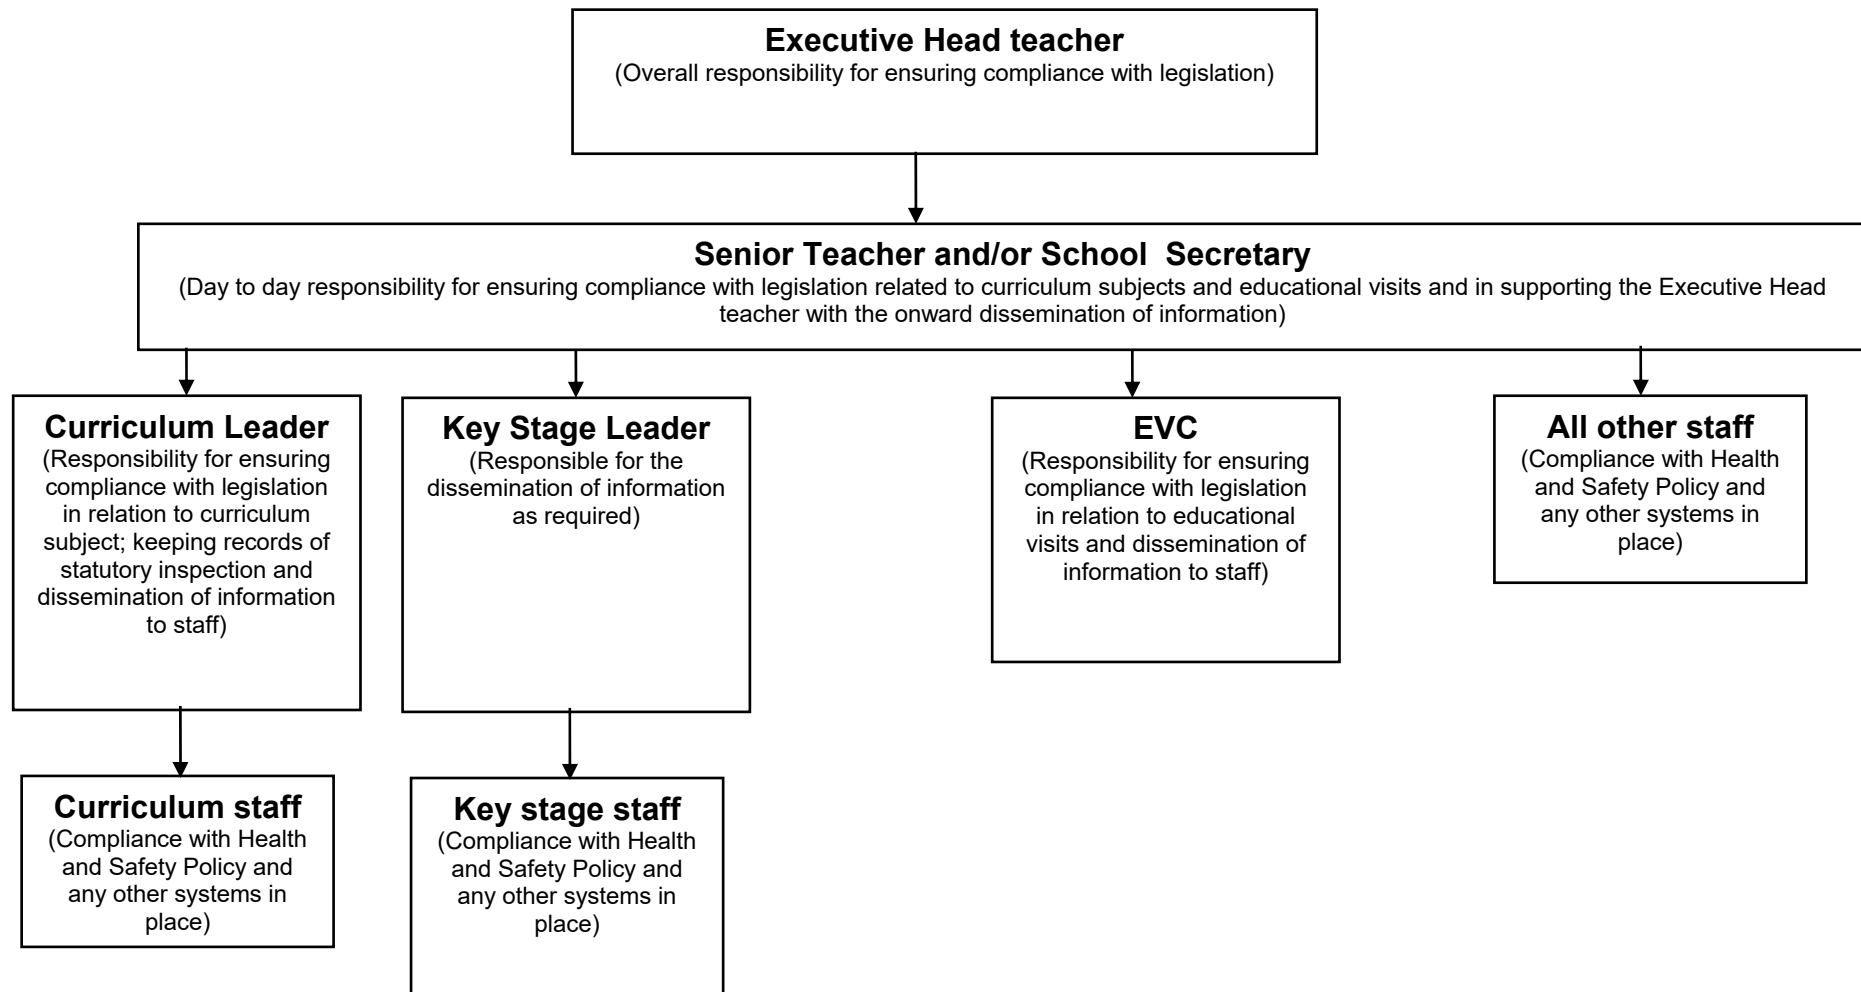 Executive Head teacher
(Overall responsibility for ensuring compliance with legislation)
Senior Teacher and/or School  Secretary
(Day to day responsibility for ensuring compliance with legislation related to curriculum subjects and educational visits and in supporting the Executive Head
teacher with the onward dissemination of information)
Curriculum Leader
(Responsibility for ensuring
compliance with legislation
in relation to curriculum
subject; keeping records of
statutory inspection and
dissemination of information
to staff)
Key Stage Leader
(Responsible for the
dissemination of information
as required)
EVC
(Responsibility for ensuring
compliance with legislation
in relation to educational
visits and dissemination of
information to staff)
All other staff
(Compliance with Health
and Safety Policy and
any other systems in
place)
Curriculum staff
(Compliance with Health
and Safety Policy and
any other systems in
place)
Key stage staff
(Compliance with Health
and Safety Policy and
any other systems in
place)